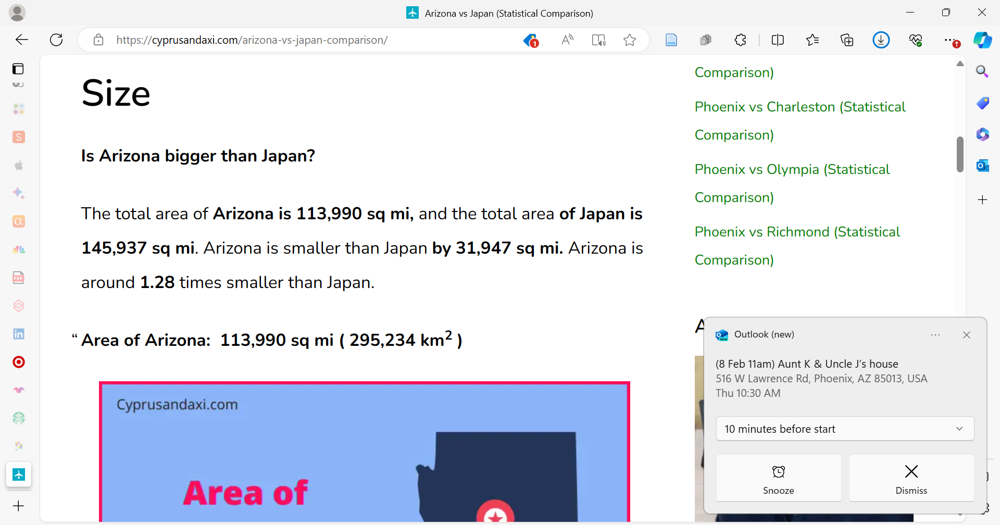 Arizona vs Japan (Statistical Comparison)
https://cyprusandaxi.com/arizona-vs-japan-comparison/
1
Size
Is Arizona bigger than Japan?
The total area of Arizona is 113,990 sq mi, and the total area of Japan is
145,937 sq mi. Arizona is smaller than Japan by 31,947 sq mi. Arizona is
around 1.28 times smaller than Japan.
“ Area of Arizona: 113,990 sq mi ( 295,234 km² )
Cyprusandaxi.com
Area of
Comparison)
Phoenix vs Charleston (Statistical
Comparison)
Phoenix vs Olympia (Statistical
Comparison)
Phoenix vs Richmond (Statistical
Comparison)
Outlook (new)
(8 Feb 11am) Aunt K & Uncle J's house
516 W Lawrence Rd, Phoenix, AZ 85013, USA
Thu 10:30 AM
10 minutes before start
Snooze
Dismiss